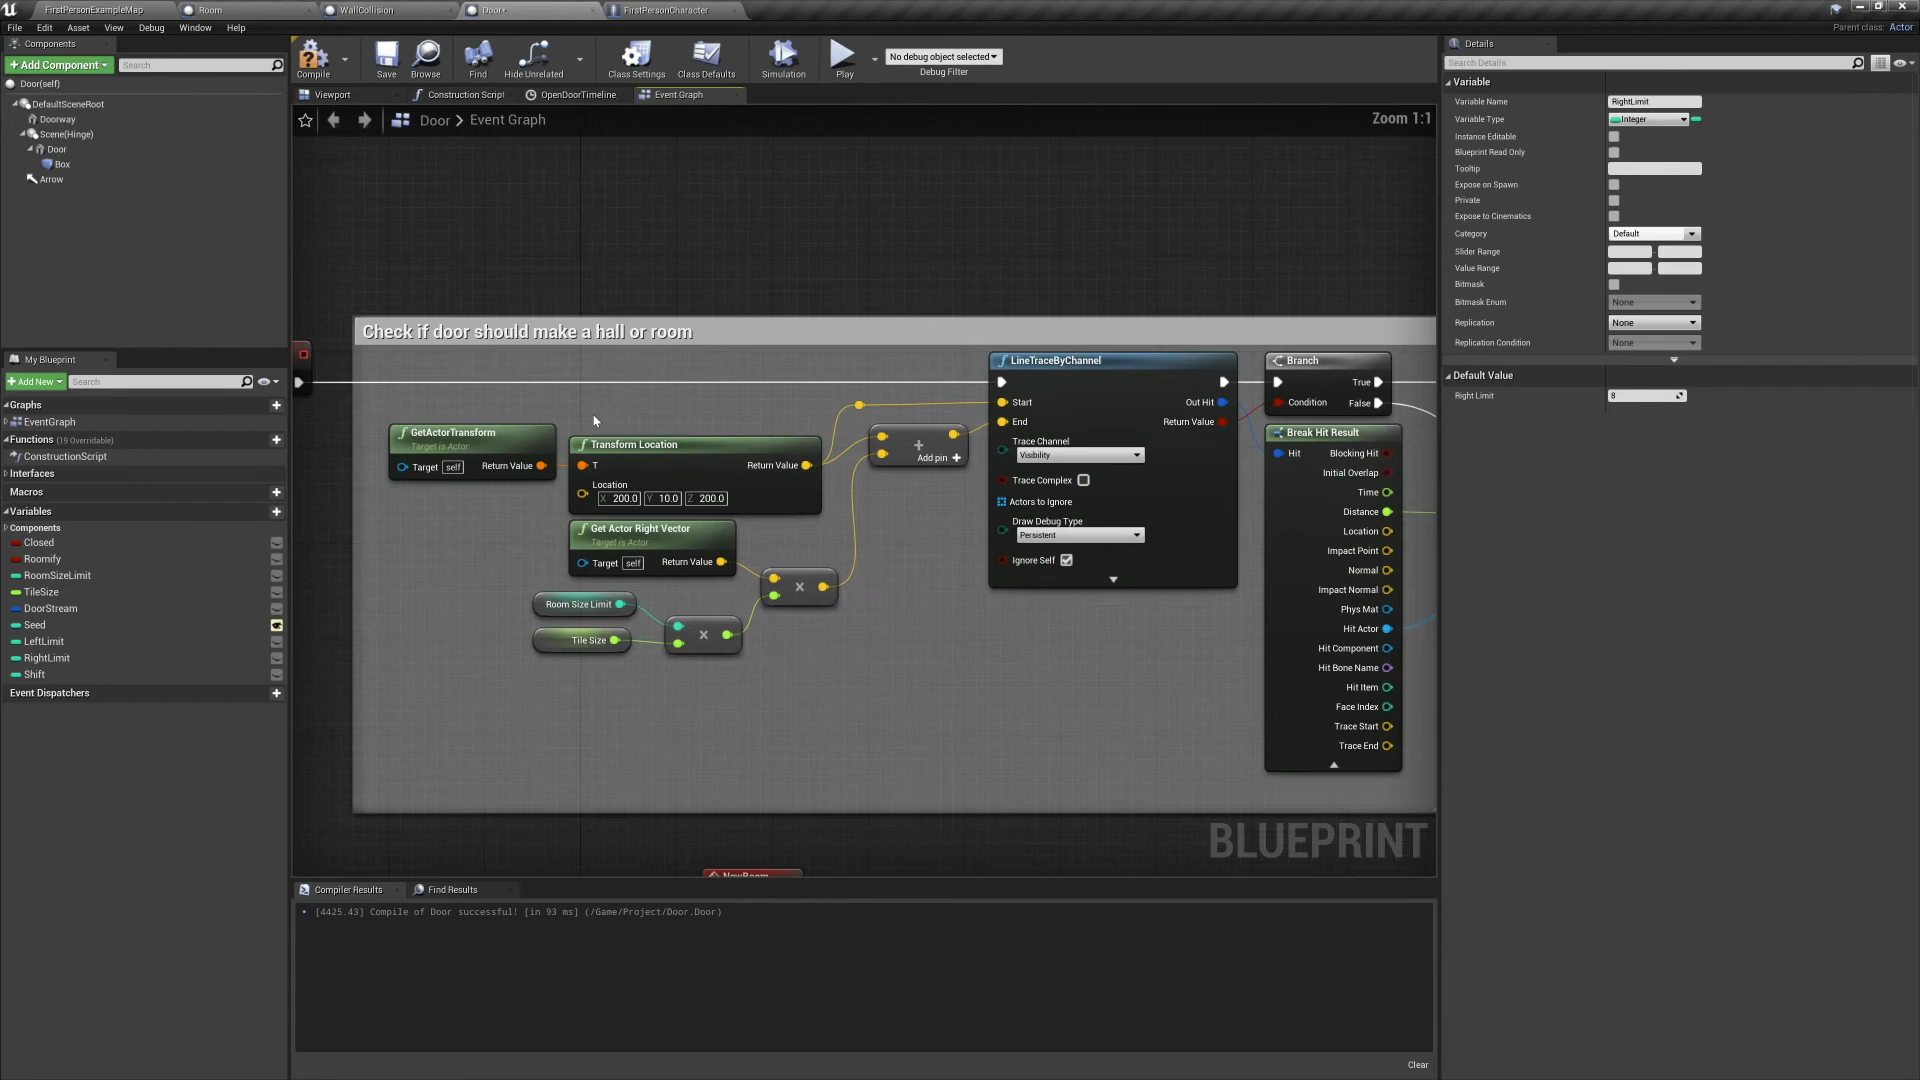 FirstPersonExampleMap
Room
WallCollision
Door*
FirstPersonCharacter
File Edit Asset View Debug Window Help
Parent class: Actor
Components
+ Add Component
Search
Door(self)
DefaultSceneRoot
Doorway
Scene(Hinge)
Door
Box
Arrow
My Blueprint
+ Add New
Search
Graphs
EventGraph
Functions (19 Overridable)
ConstructionScript
Interfaces
Macros
Variables
Components
Closed
Roomify
RoomSizeLimit
TileSize
DoorStream
Seed
LeftLimit
RightLimit
Shift
Event Dispatchers
Compile
Save
Browse
Find
Hide Unrelated
Class Settings
Class Defaults
Simulation
Play
No debug object selected
Debug Filter
Viewport
Construction Script
OpenDoorTimeline
Event Graph
Door > Event Graph
Zoom 1:1
Check if door should make a hall or room
GetActorTransform
Target is Actor
Target self Return Value
Transform Location
T Return Value
Location
X 200.0 Y 10.0 Z 200.0
Get Actor Right Vector
Target is Actor
Target self Return Value
Room Size Limit
Tile Size
Add pin +
LineTraceByChannel
Start Out Hit
End Return Value
Trace Channel
Visibility
Trace Complex
Actors to Ignore
Draw Debug Type
Persistent
Ignore Self
Branch
True
Condition False
Break Hit Result
Hit Blocking Hit
Initial Overlap
Time
Distance
Location
Impact Point
Normal
Impact Normal
Phys Mat
Hit Actor
Hit Component
Hit Bone Name
Hit Item
Face Index
Trace Start
Trace End
BLUEPRINT
NewRoom
Compiler Results
Find Results
[4425.43] Compile of Door successful! [in 93 ms] (/Game/Project/Door.Door)
Clear
Details
Search Details
Variable
Variable Name RightLimit
Variable Type Integer
Instance Editable
Blueprint Read Only
Tooltip
Expose on Spawn
Private
Expose to Cinematics
Category Default
Slider Range
Value Range
Bitmask
Bitmask Enum None
Replication None
Replication Condition None
Default Value
Right Limit 8